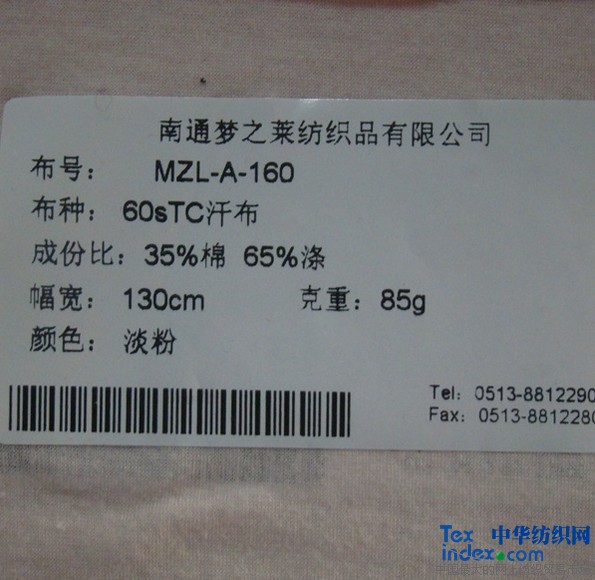 南通梦之莱纺织品有限公司
布号： MZL-A-160
布种：60sTC汗布
成份比：35%棉 65%涤
幅宽：130cm 克重：85g
颜色：淡粉
Tel: 0513-8812290
Fax: 0513-8812280
Tex 中华纺织网
index.com